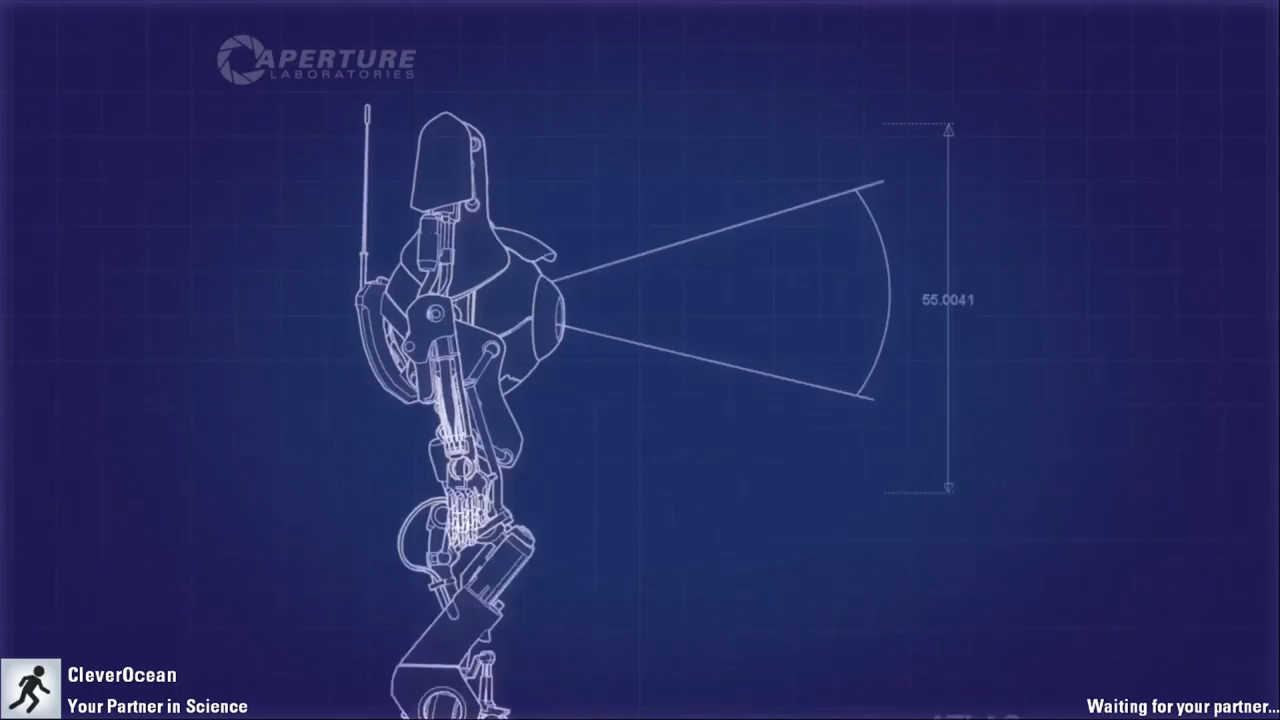 APERTURE
LABORATORIES
55.0041
CleverOcean
Your Partner in Science
Waiting for your partner...